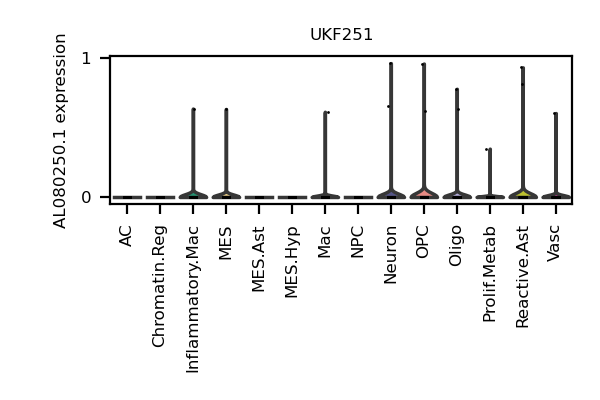 UKF251
AL080250.1 expression
1
0
AC
Chromatin.Reg
Inflammatory.Mac
MES
MES.Ast
MES.Hyp
Mac
NPC
Neuron
OPC
Oligo
Prolif.Metab
Reactive.Ast
Vasc